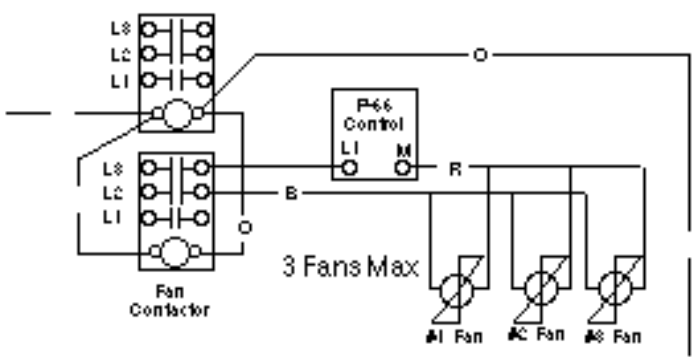 L3
L2
L1
O
P-66
Control
L1 M
L3
L2
L1
R
B
O
3 Fans Max
Fan
Contactor
#1 Fan #2 Fan #3 Fan